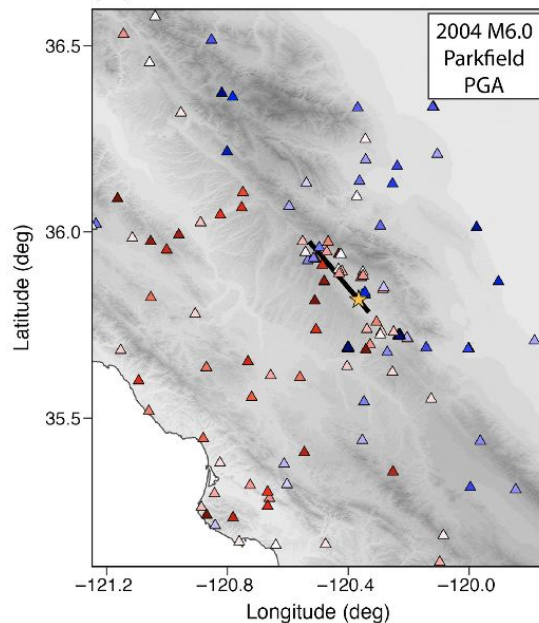 2004 M6.0
Parkfield
PGA
36.5
36.0
35.5
Latitude (deg)
−121.2
−120.8
−120.4
−120.0
Longitude (deg)